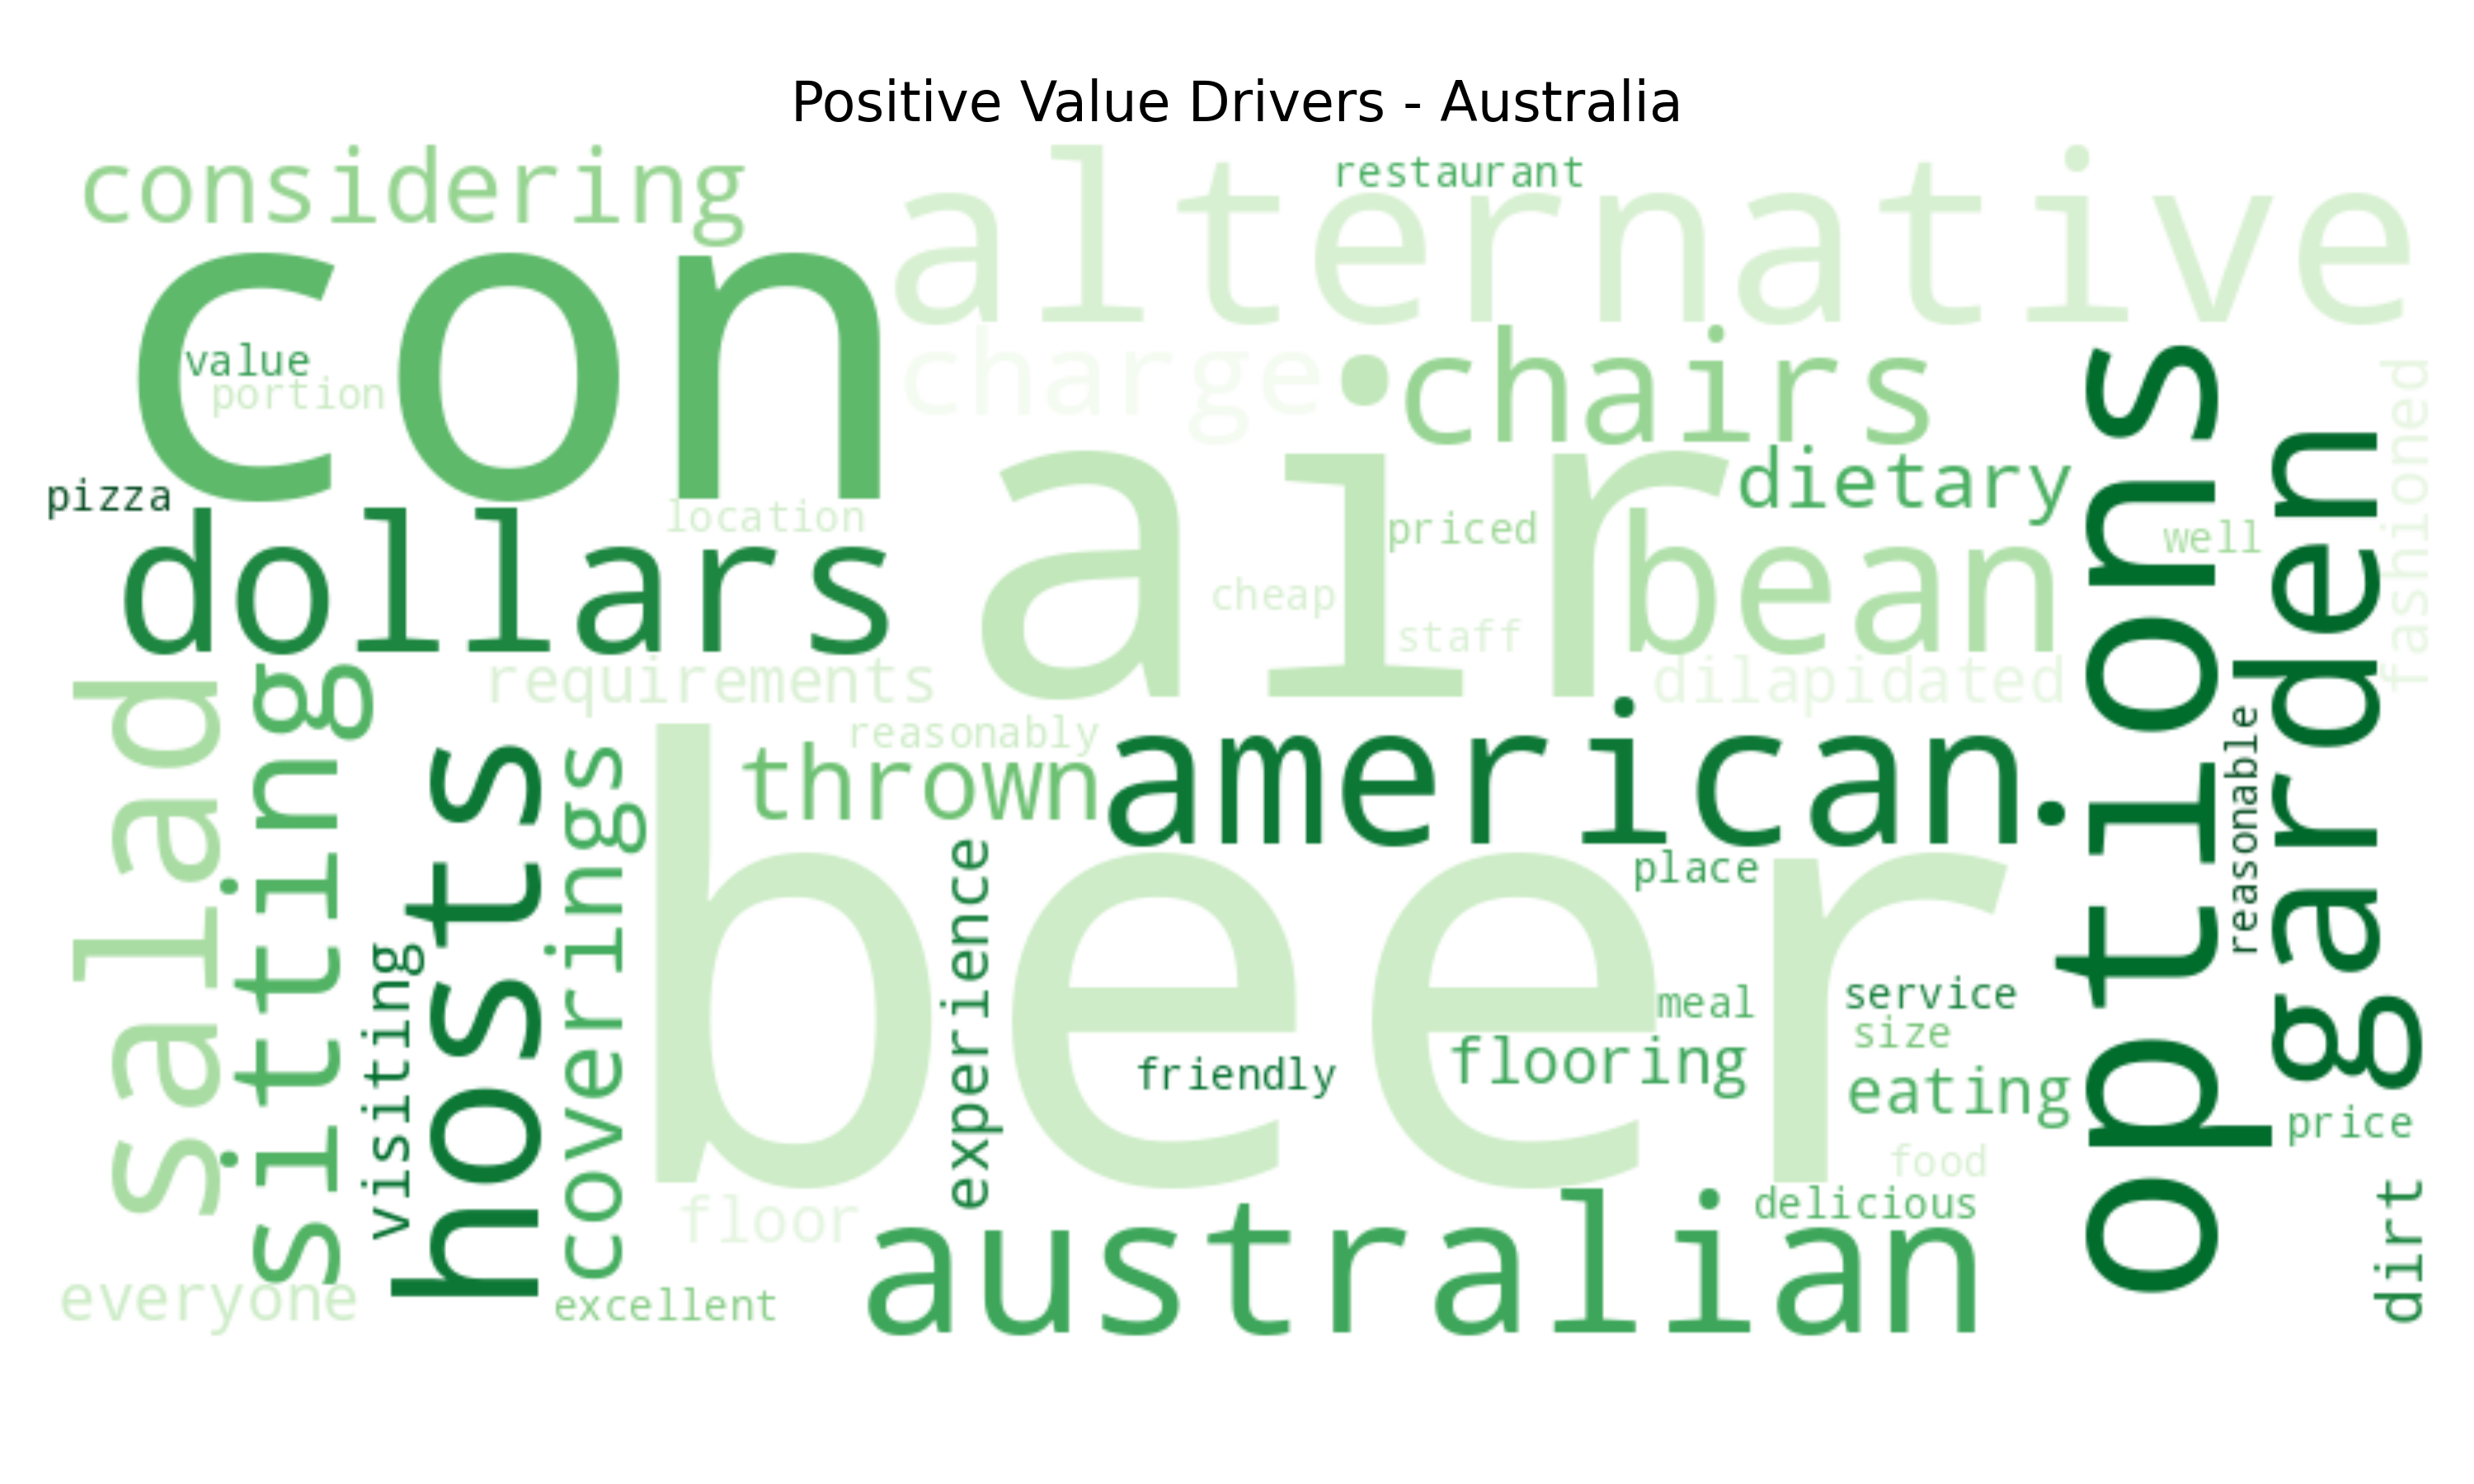 Positive Value Drivers - Australia
considering
alternative
restaurant
con
value
portion
charge
chairs
options
garden
fashioned
pizza
dollars
location
air
priced
dietary
well
bean
cheap
staff
requirements
dilapidated
salad
sitting
hosts
coverings
reasonably
thrown
american
reasonable
beer
experience
place
visiting
meal
service
size
friendly
flooring
eating
price
food
floor
delicious
australian
dirt
everyone
excellent